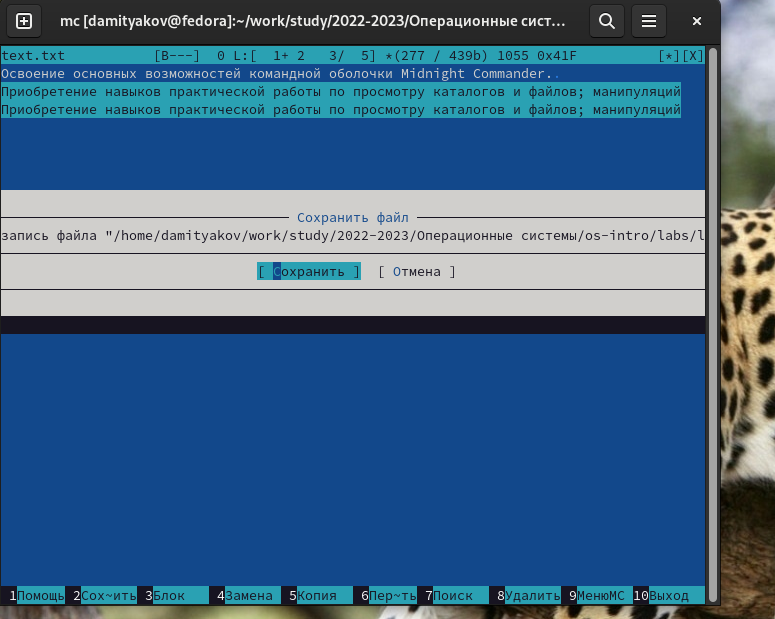 mc [damityakov@fedora]:~/work/study/2022-2023/Операционные сист...
text.txt [B---] 0 L:[ 1+ 2 3/ 5] *(277 / 439b) 1055 0x41F [*][X]
Освоение основных возможностей командной оболочки Midnight Commander..
Приобретение навыков практической работы по просмотру каталогов и файлов; манипуляций
Приобретение навыков практической работы по просмотру каталогов и файлов; манипуляций
Сохранить файл
запись файла "/home/damityakov/work/study/2022-2023/Операционные системы/os-intro/labs/l
[ Сохранить ] [ Отмена ]
1Помощь 2Сох~ить 3Блок 4Замена 5Копия 6Пер~ть 7Поиск 8Удалить 9МенюMC 10Выход